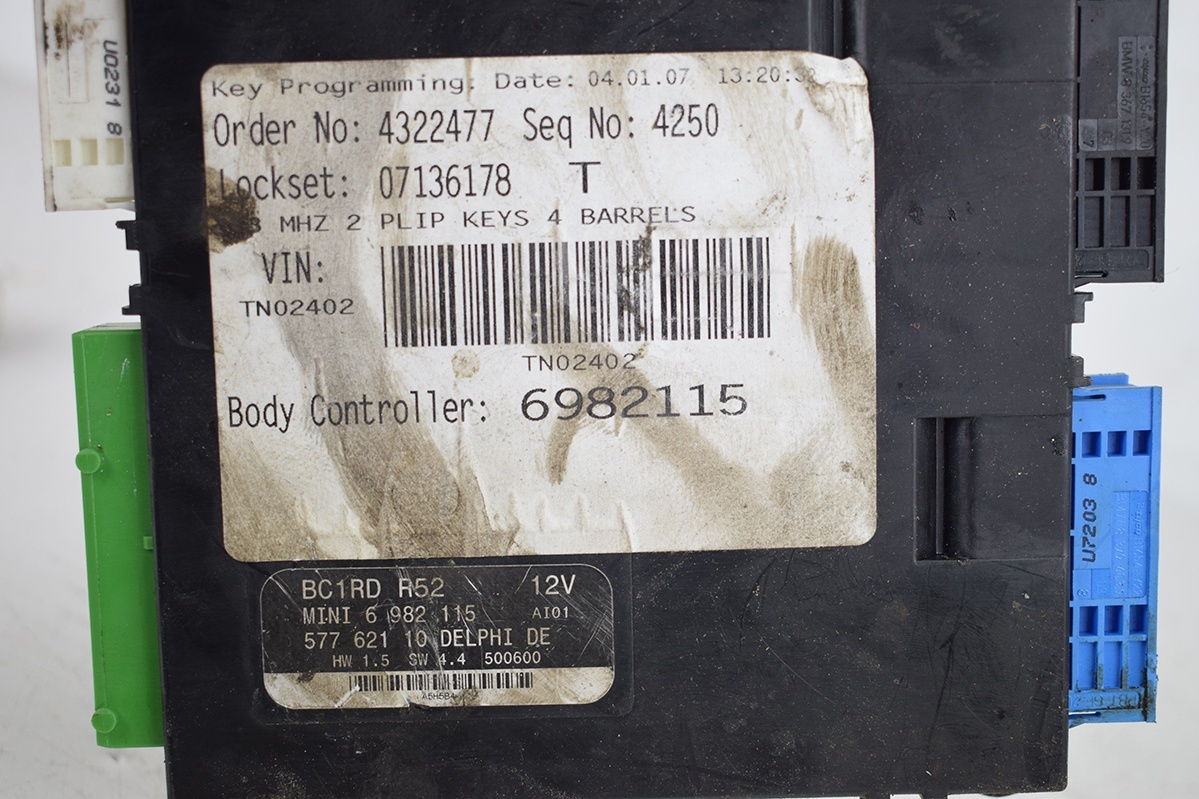 Key Programming: Date: 04.01.07 13:20:
Order No: 4322477 Seq No: 4250
Lockset: 07136178 T
MHZ 2 PLIP KEYS 4 BARRELS
VIN:
TN02402
TN02402
Body Controller: 6982115
BC1RD R52 12V
MINI 6 982 115 AI01
577 621 10 DELPHI DE
HW 1.5 SW 4.4 500600
U0231 8
U7203 8